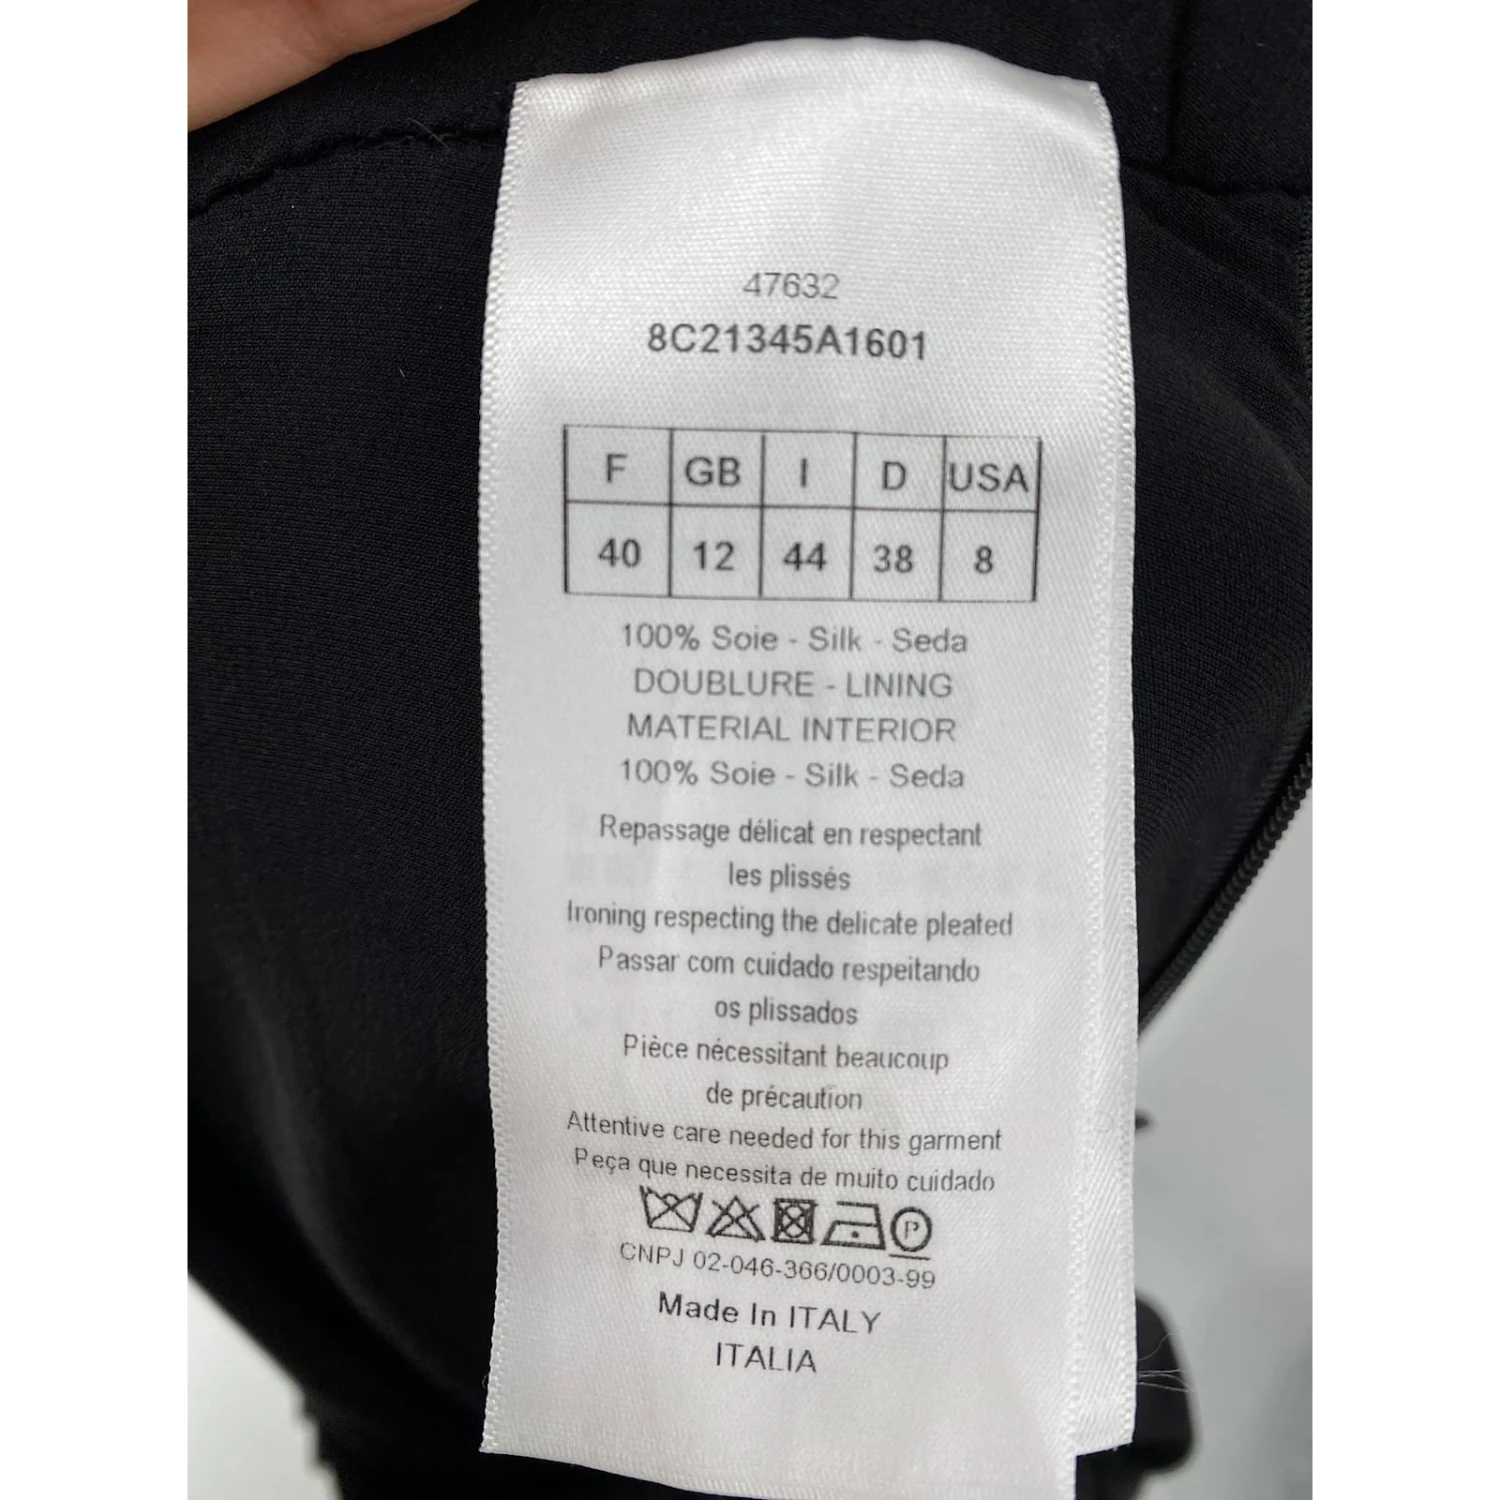 47632
8C21345A1601
F GB I D USA
40 12 44 38 8
100% Soie - Silk - Seda
DOUBLURE - LINING
MATERIAL INTERIOR
100% Soie - Silk - Seda
Repassage délicat en respectant
les plissés
Ironing respecting the delicate pleated
Passar com cuidado respeitando
os plissados
Pièce nécessitant beaucoup
de précaution
Attentive care needed for this garment
Peça que necessita de muito cuidado
P
CNPJ 02-046-366/0003-99
Made In ITALY
ITALIA